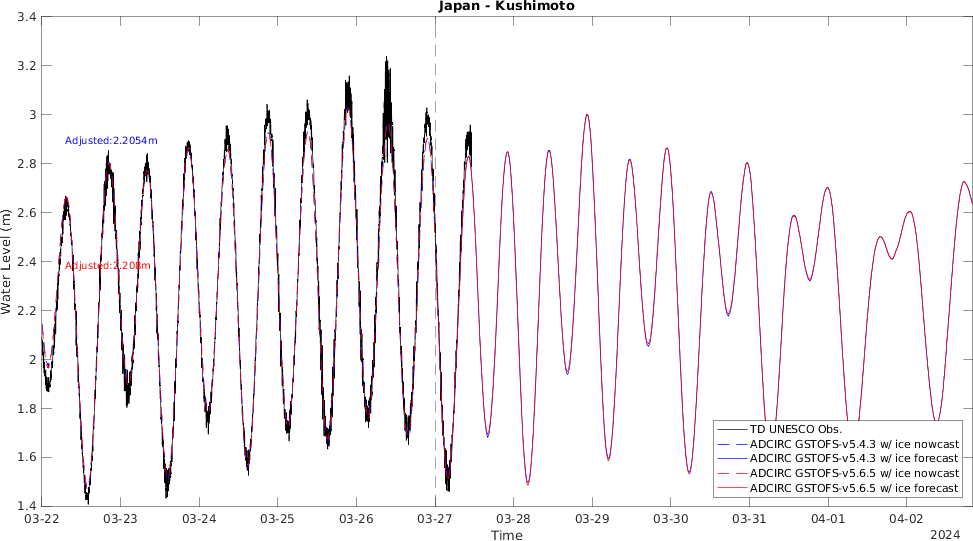 Japan - Kushimoto
3.4
3.2
3
2.8
2.6
2.4
2.2
2
1.8
1.6
1.4
Water Level (m)
Adjusted:2.2054m
Adjusted:2.208m
TD UNESCO Obs.
ADCIRC GSTOFS-v5.4.3 w/ ice nowcast
ADCIRC GSTOFS-v5.4.3 w/ ice forecast
ADCIRC GSTOFS-v5.6.5 w/ ice nowcast
ADCIRC GSTOFS-v5.6.5 w/ ice forecast
03-22 03-23 03-24 03-25 03-26 03-27 03-28 03-29 03-30 03-31 04-01 04-02
Time
2024